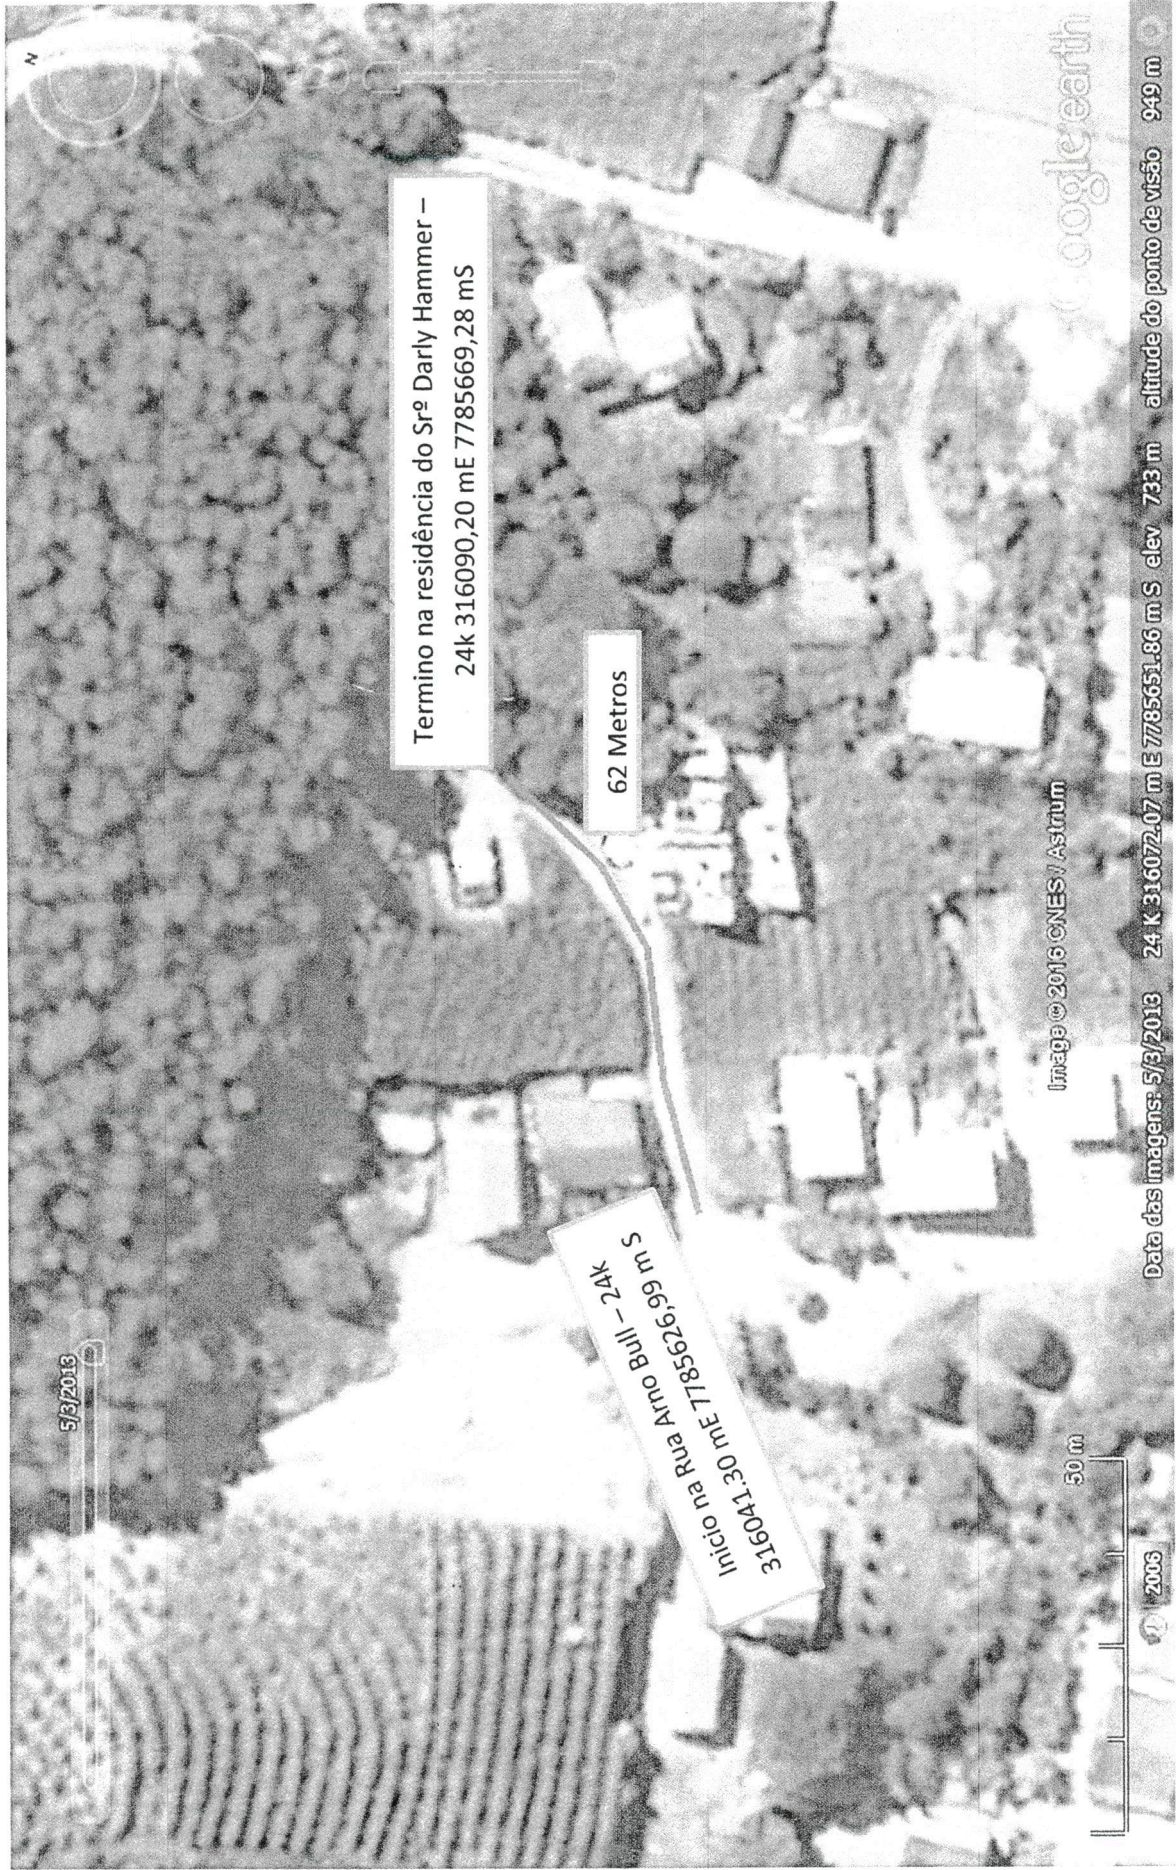 N
5/3/2013
Termino na residência do Srº Darly Hammer –
24k 316090,20 mE 7785669,28 mS
62 Metros
Inicio na Rua Arno Bull – 24k
316041.30 mE 7785626,99 m S
Image © 2016 CNES / Astrium
Google earth
50 m
2006
Data das imagens: 5/3/2013 24 K 316072.07 m E 7785651.86 m S elev 733 m altitude do ponto de visão 949 m